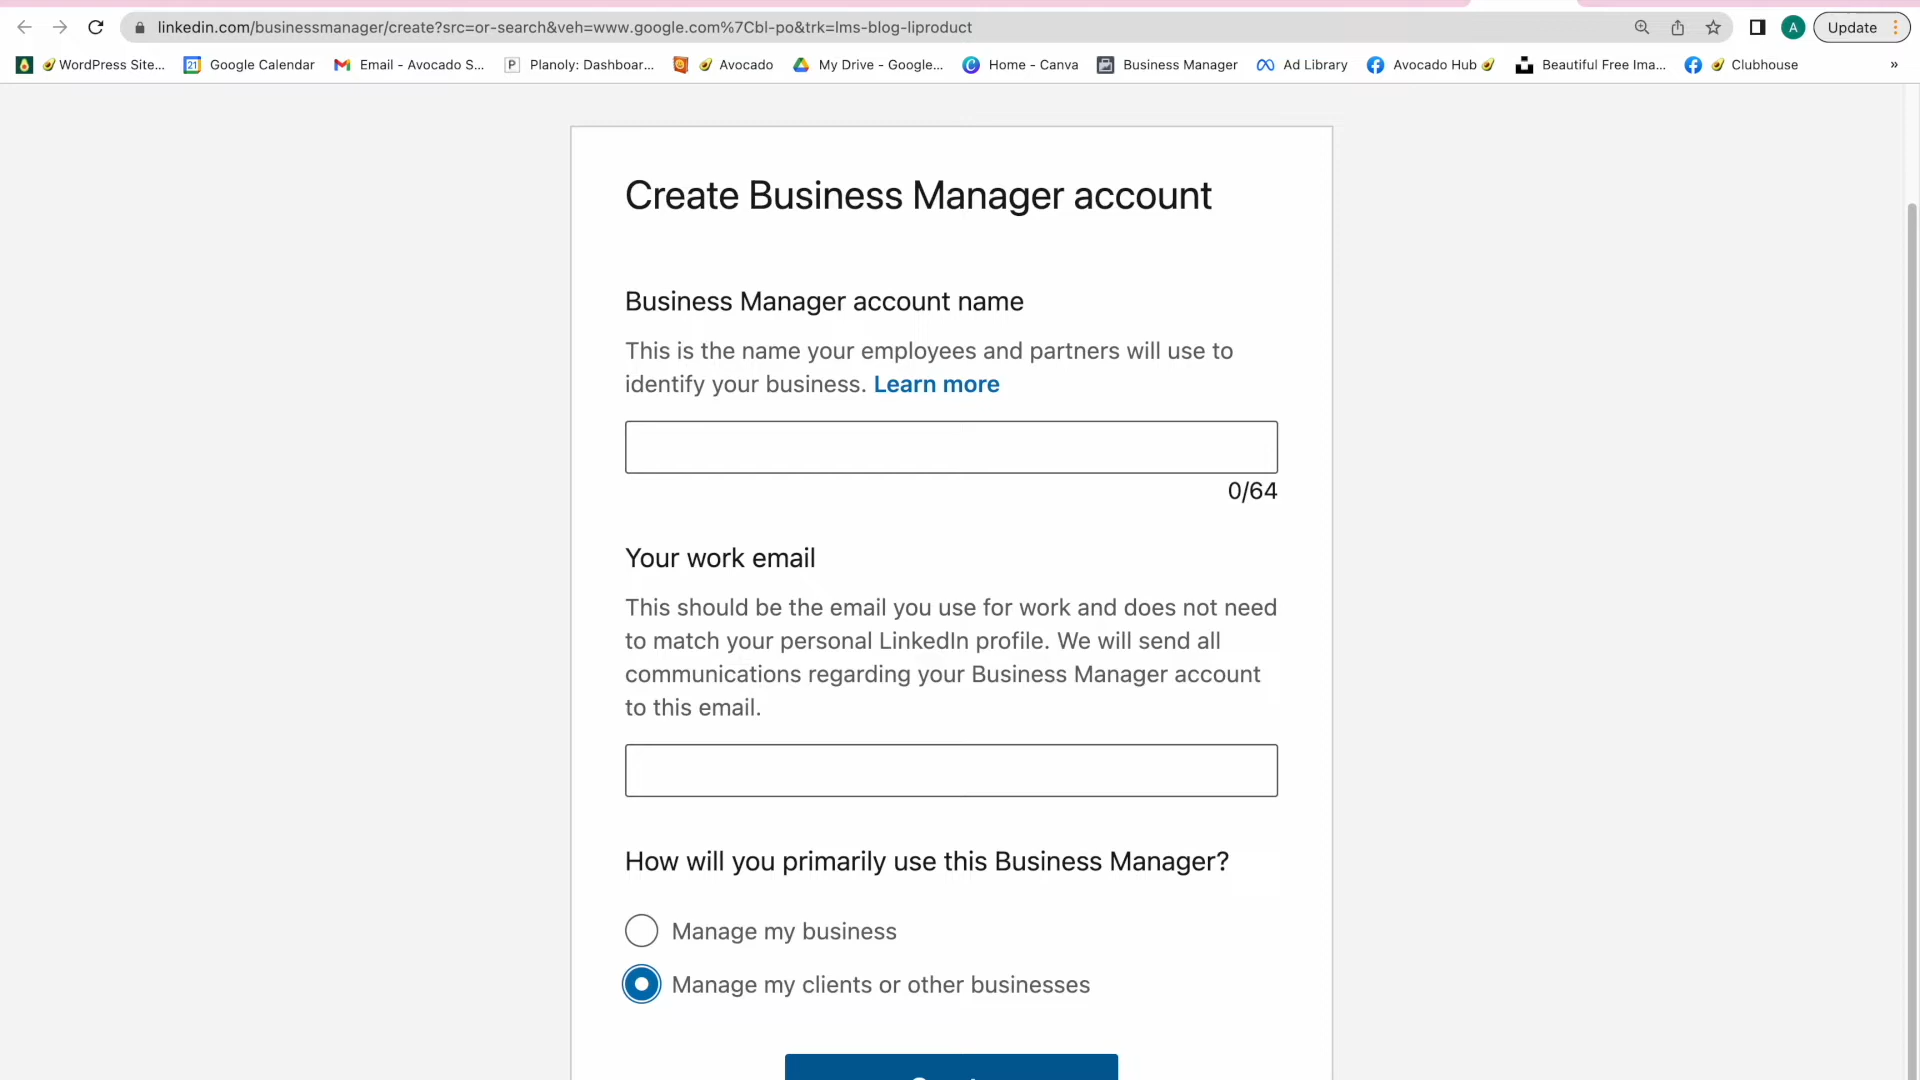 linkedin.com/businessmanager/create?src=or-search&veh=www.google.com%7Cbl-po&trk=lms-blog-liproduct
A
Update
WordPress Site...
21
Google Calendar
Email - Avocado S...
P
Planoly: Dashboar...
Avocado
My Drive - Google...
C
Home - Canva
Business Manager
Ad Library
Avocado Hub
Beautiful Free Ima...
Clubhouse
»
Create Business Manager account
Business Manager account name
This is the name your employees and partners will use to
identify your business. Learn more
0/64
Your work email
This should be the email you use for work and does not need
to match your personal LinkedIn profile. We will send all
communications regarding your Business Manager account
to this email.
How will you primarily use this Business Manager?
Manage my business
Manage my clients or other businesses